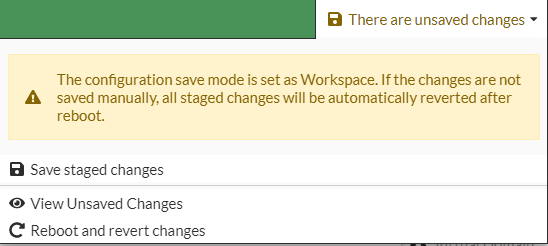 There are unsaved changes
The configuration save mode is set as Workspace. If the changes are not
saved manually, all staged changes will be automatically reverted after
reboot.
Save staged changes
View Unsaved Changes
Reboot and revert changes